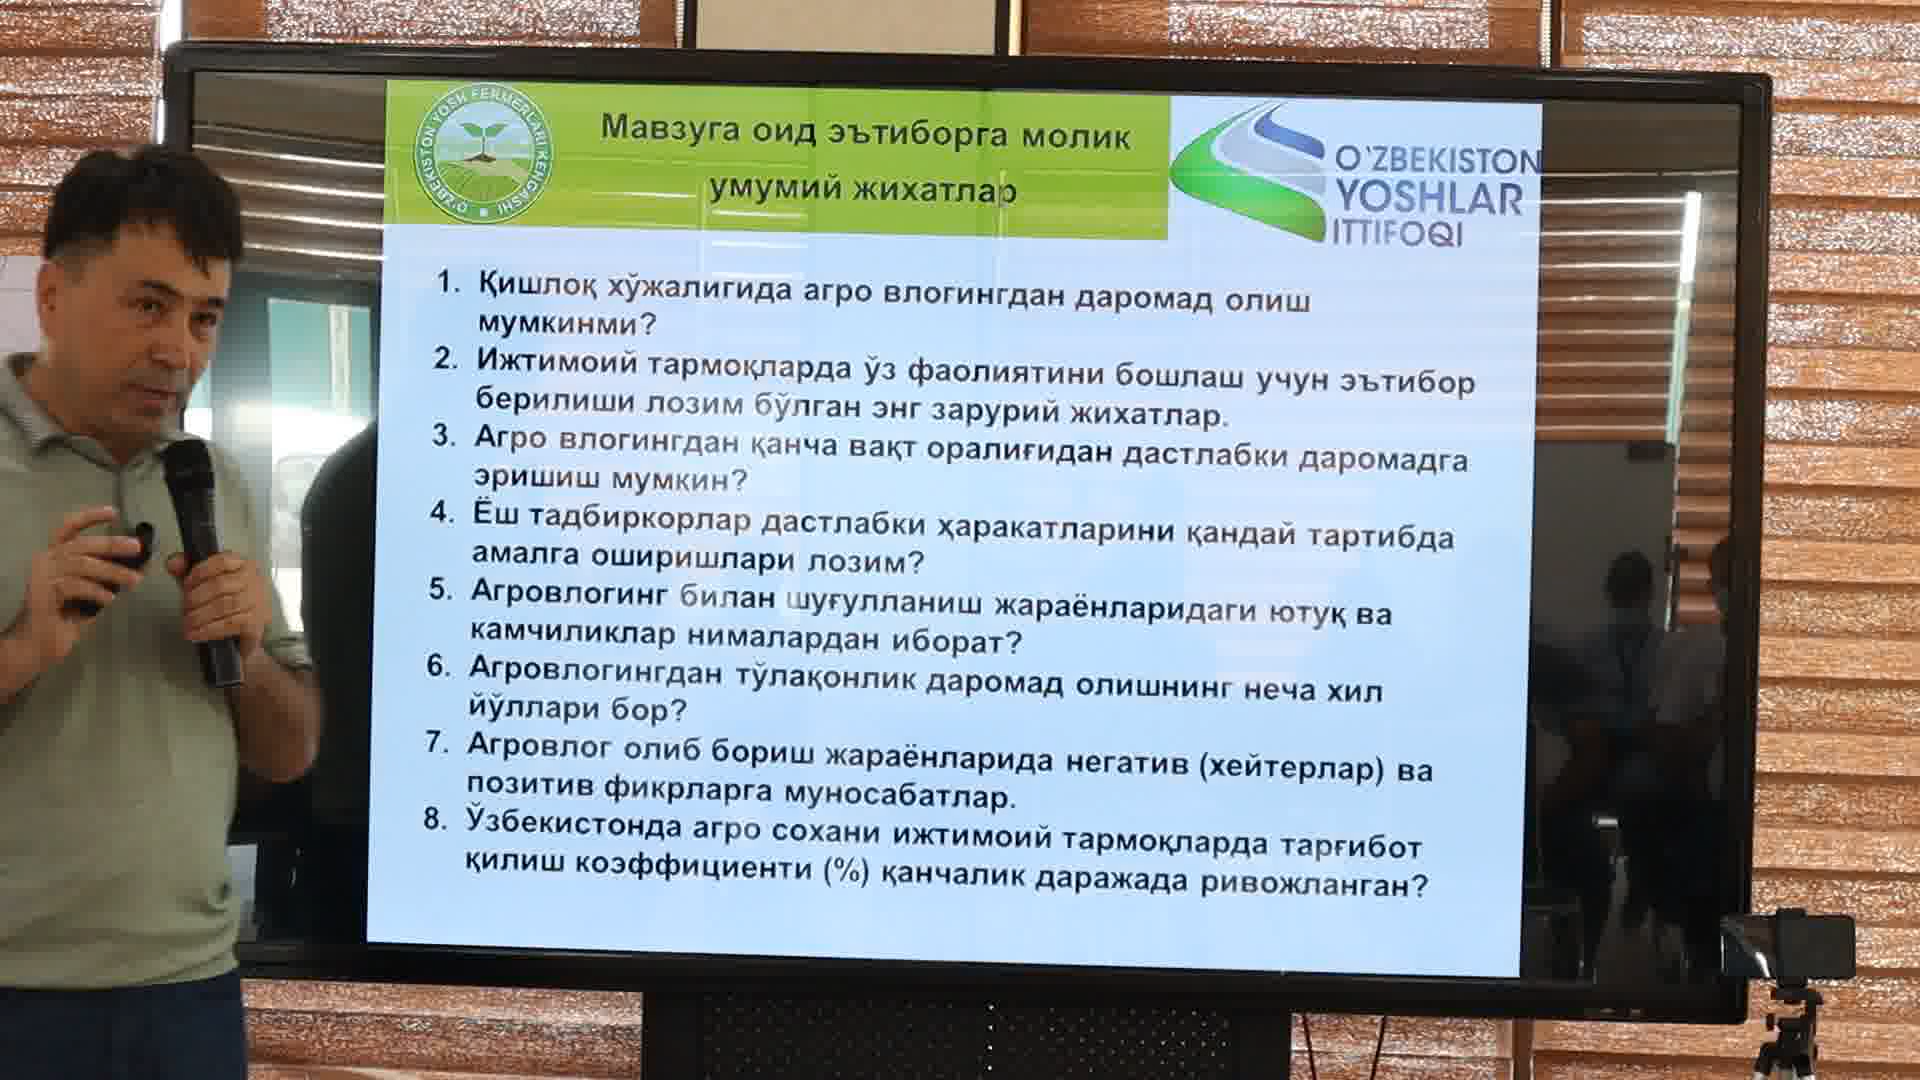 O'ZBEKISTON YOSH FERMERLARI KENGASHI
Мавзуга оид эътиборга молик
умумий жихатлар
O'ZBEKISTON
YOSHLAR
ITTIFOQI
1. Қишлоқ хўжалигида агро влогингдан даромад олиш
мумкинми?
2. Ижтимоий тармоқларда ўз фаолиятини бошлаш учун эътибор
берилиши лозим бўлган энг зарурий жихатлар.
3. Агро влогингдан қанча вақт оралиғидан дастлабки даромадга
эришиш мумкин?
4. Ёш тадбиркорлар дастлабки ҳаракатларини қандай тартибда
амалга оширишлари лозим?
5. Агровлогинг билан шуғулланиш жараёнларидаги ютуқ ва
камчиликлар нималардан иборат?
6. Агровлогингдан тўлақонлик даромад олишнинг неча хил
йўллари бор?
7. Агровлог олиб бориш жараёнларида негатив (хейтерлар) ва
позитив фикрларга муносабатлар.
8. Ўзбекистонда агро сохани ижтимоий тармоқларда тарғибот
қилиш коэффициенти (%) қанчалик даражада ривожланган?